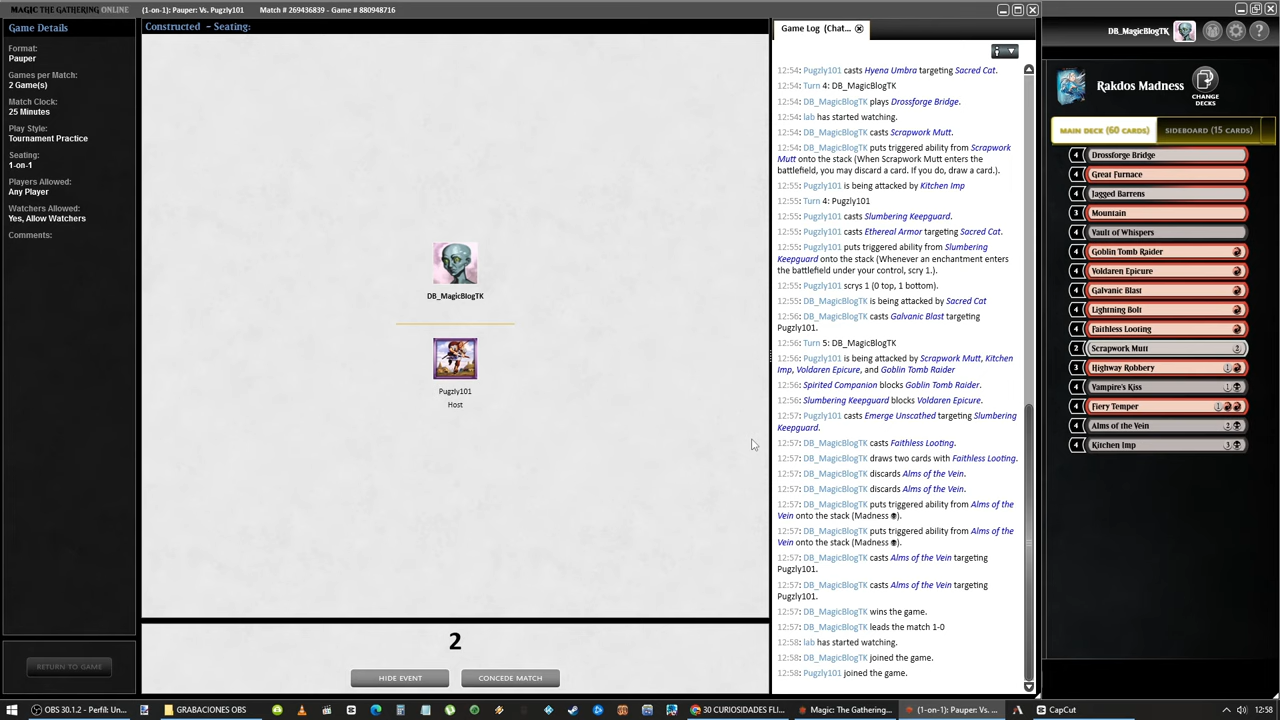 MAGIC THE GATHERING ONLINE
(1-on-1): Pauper: Vs. Pugzly101
Match # 269436839 - Game # 880948716
Game Details
Format:
Pauper
Games per Match:
2 Game(s)
Match Clock:
25 Minutes
Play Style:
Tournament Practice
Seating:
1-on-1
Players Allowed:
Any Player
Watchers Allowed:
Yes, Allow Watchers
Comments:
RETURN TO GAME
Constructed - Seating:
DB_MagicBlogTK
Pugzly101
Host
2
HIDE EVENT
CONCEDE MATCH
Game Log (Chat...
12:54: Pugzly101 casts Hyena Umbra targeting Sacred Cat.
12:54: Turn 4: DB_MagicBlogTK
12:54: DB_MagicBlogTK plays Drossforge Bridge.
12:54: lab has started watching.
12:54: DB_MagicBlogTK casts Scrapwork Mutt.
12:54: DB_MagicBlogTK puts triggered ability from Scrapwork
Mutt onto the stack (When Scrapwork Mutt enters the
battlefield, you may discard a card. If you do, draw a card.).
12:55: Pugzly101 is being attacked by Kitchen Imp
12:55: Turn 4: Pugzly101
12:55: Pugzly101 casts Slumbering Keepguard.
12:55: Pugzly101 casts Ethereal Armor targeting Sacred Cat.
12:55: Pugzly101 puts triggered ability from Slumbering
Keepguard onto the stack (Whenever an enchantment enters
the battlefield under your control, scry 1.).
12:55: Pugzly101 scrys 1 (0 top, 1 bottom).
12:55: DB_MagicBlogTK is being attacked by Sacred Cat
12:56: DB_MagicBlogTK casts Galvanic Blast targeting
Pugzly101.
12:56: Turn 5: DB_MagicBlogTK
12:56: Pugzly101 is being attacked by Scrapwork Mutt, Kitchen
Imp, Voldaren Epicure, and Goblin Tomb Raider
12:56: Spirited Companion blocks Goblin Tomb Raider.
12:56: Slumbering Keepguard blocks Voldaren Epicure.
12:57: Pugzly101 casts Emerge Unscathed targeting Slumbering
Keepguard.
12:57: DB_MagicBlogTK casts Faithless Looting.
12:57: DB_MagicBlogTK draws two cards with Faithless Looting.
12:57: DB_MagicBlogTK discards Alms of the Vein.
12:57: DB_MagicBlogTK discards Alms of the Vein.
12:57: DB_MagicBlogTK puts triggered ability from Alms of the
Vein onto the stack (Madness ).
12:57: DB_MagicBlogTK puts triggered ability from Alms of the
Vein onto the stack (Madness ).
12:57: DB_MagicBlogTK casts Alms of the Vein targeting
Pugzly101.
12:57: DB_MagicBlogTK casts Alms of the Vein targeting
Pugzly101.
12:57: DB_MagicBlogTK wins the game.
12:57: DB_MagicBlogTK leads the match 1-0
12:58: lab has started watching.
12:58: DB_MagicBlogTK joined the game.
12:58: Pugzly101 joined the game.
DB_MagicBlogTK
?
Rakdos Madness
CHANGE
DECKS
MAIN DECK (60 CARDS)
SIDEBOARD (15 CARDS)
4 Drossforge Bridge
4 Great Furnace
4 Jagged Barrens
3 Mountain
4 Vault of Whispers
4 Goblin Tomb Raider
4 Voldaren Epicure
4 Galvanic Blast
4 Lightning Bolt
4 Faithless Looting
2 Scrapwork Mutt 2
3 Highway Robbery 1
4 Vampire's Kiss 1
4 Fiery Temper 1
4 Alms of the Vein 2
4 Kitchen Imp 3
OBS 30.1.2 - Perfil: Un...
GRABACIONES OBS
30 CURIOSIDADES FLI...
Magic: The Gathering...
(1-on-1): Pauper: Vs. ...
CapCut
12:58